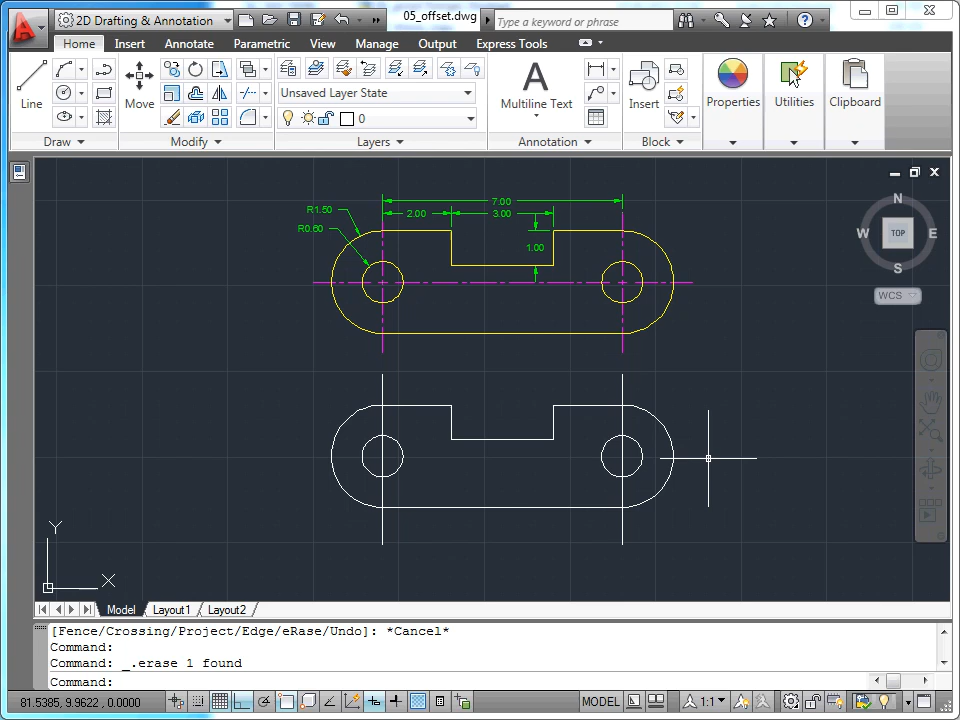 2D Drafting & Annotation
05_offset.dwg
Type a keyword or phrase
Home Insert Annotate Parametric View Manage Output Express Tools
Line
Move
Unsaved Layer State
0
A
Multiline Text
Insert
Properties
Utilities
Clipboard
Draw
Modify
Layers
Annotation
Block
7.00
R1.50
2.00
3.00
R0.60
1.00
N
W
TOP
E
S
WCS
Y
X
Model Layout1 Layout2
[Fence/Crossing/Project/Edge/eRase/Undo]: *Cancel*
Command:
Command: _.erase 1 found
Command:
81.5385, 9.9622, 0.0000
MODEL
1:1